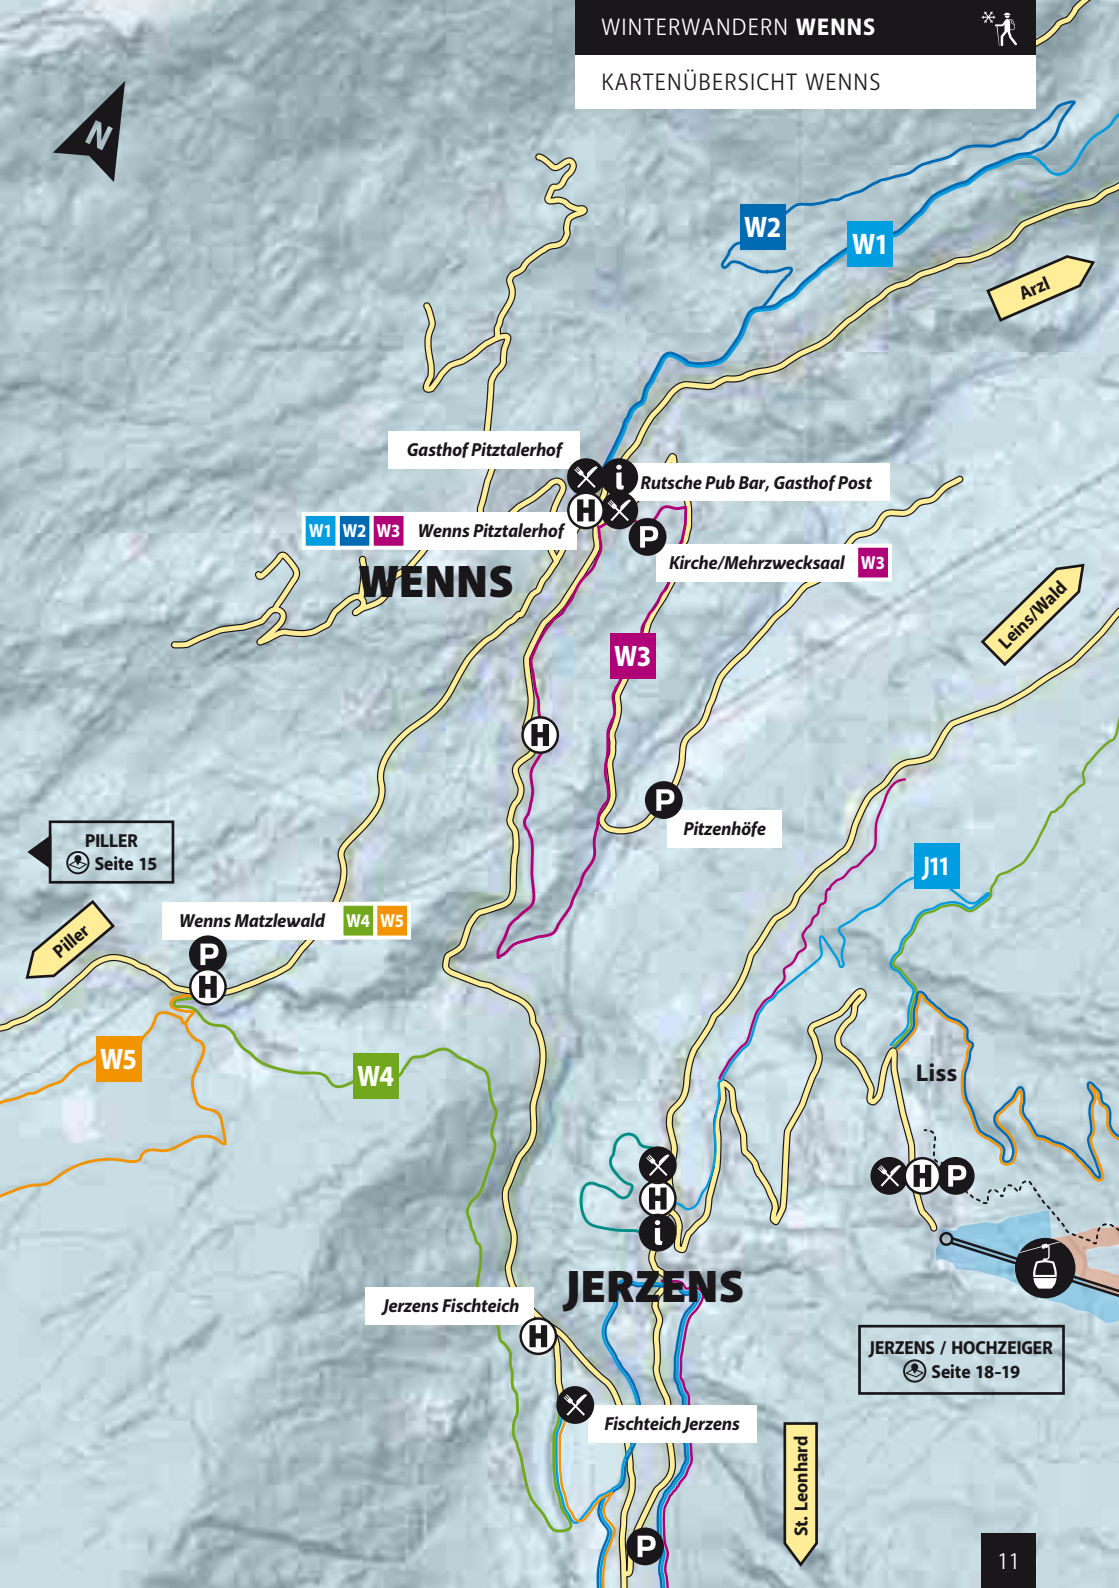 WINTERWANDERN WENNS
KARTENÜBERSICHT WENNS
N
W2
W1
Arzl
Gasthof Pitztalerhof
i
Rutsche Pub Bar, Gasthof Post
H
W1 W2 W3 Wenns Pitztalerhof
P
Kirche/Mehrzwecksaal W3
WENNS
Leins/Wald
W3
H
P
Pitzenhöfe
PILLER
Seite 15
J11
Wenns Matzlewald W4 W5
Piller
P
H
W5
W4
Liss
H
i
H P
JERZENS
Jerzens Fischteich
H
JERZENS / HOCHZEIGER
Seite 18-19
Fischteich Jerzens
St. Leonhard
P
11